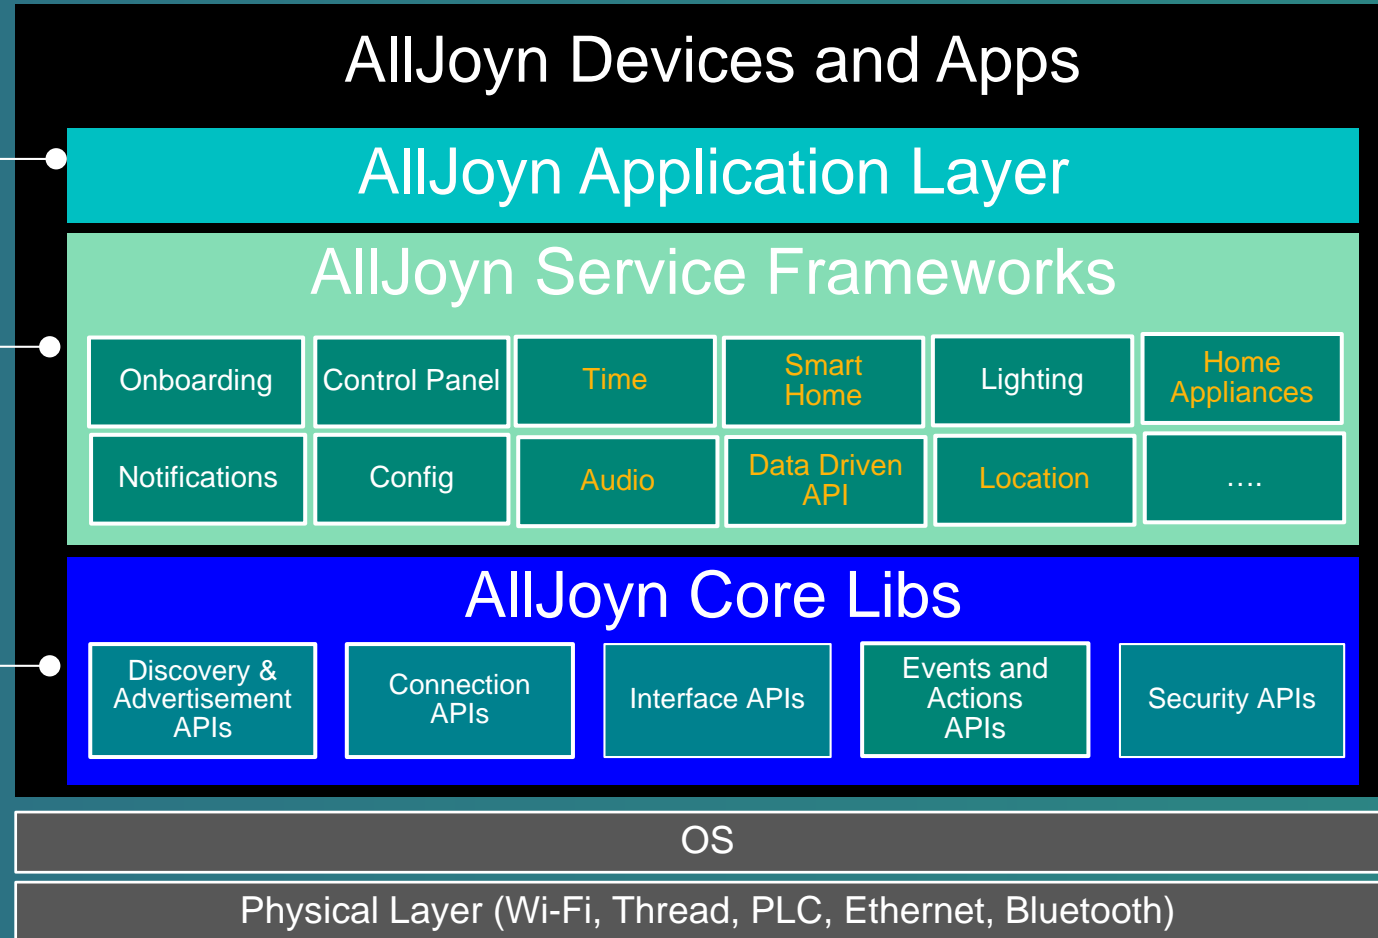 AllJoyn Devices and Apps
AllJoyn Application Layer
AllJoyn Service Frameworks
Onboarding
Control Panel
Time
Smart
Home
Lighting
Home
Appliances
Notifications
Config
Audio
Data Driven
API
Location
....
AllJoyn Core Libs
Discovery &
Advertisement
APIs
Connection
APIs
Interface APIs
Events and
Actions
APIs
Security APIs
OS
Physical Layer (Wi-Fi, Thread, PLC, Ethernet, Bluetooth)